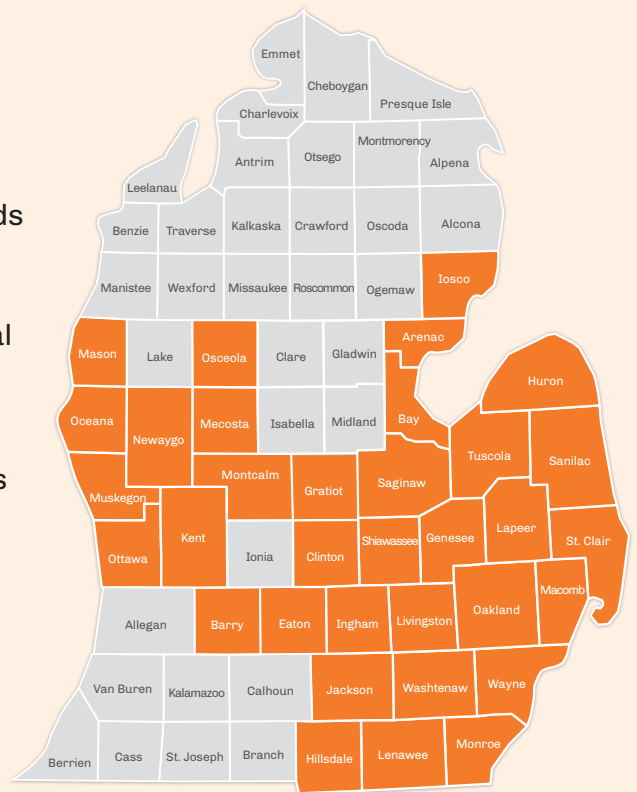 Emmet
Cheboygan
Presque Isle
Charlevoix
Montmorency
Antrim
Otsego
Alpena
Leelanau
ds
Benzie
Traverse
Kalkaska
Crawford
Oscoda
Alcona
Manistee
Wexford
Missaukee
Roscommon
Ogemaw
Iosco
al
Mason
Lake
Osceola
Clare
Gladwin
Arenac
Huron
Oceana
Newaygo
Mecosta
Isabella
Midland
Bay
Tuscola
Sanilac
s
Muskegon
Montcalm
Gratiot
Saginaw
Ottawa
Kent
Ionia
Clinton
Shiawassee
Genesee
Lapeer
St. Clair
Allegan
Barry
Eaton
Ingham
Livingston
Oakland
Macomb
Van Buren
Kalamazoo
Calhoun
Jackson
Washtenaw
Wayne
Berrien
Cass
St. Joseph
Branch
Hillsdale
Lenawee
Monroe